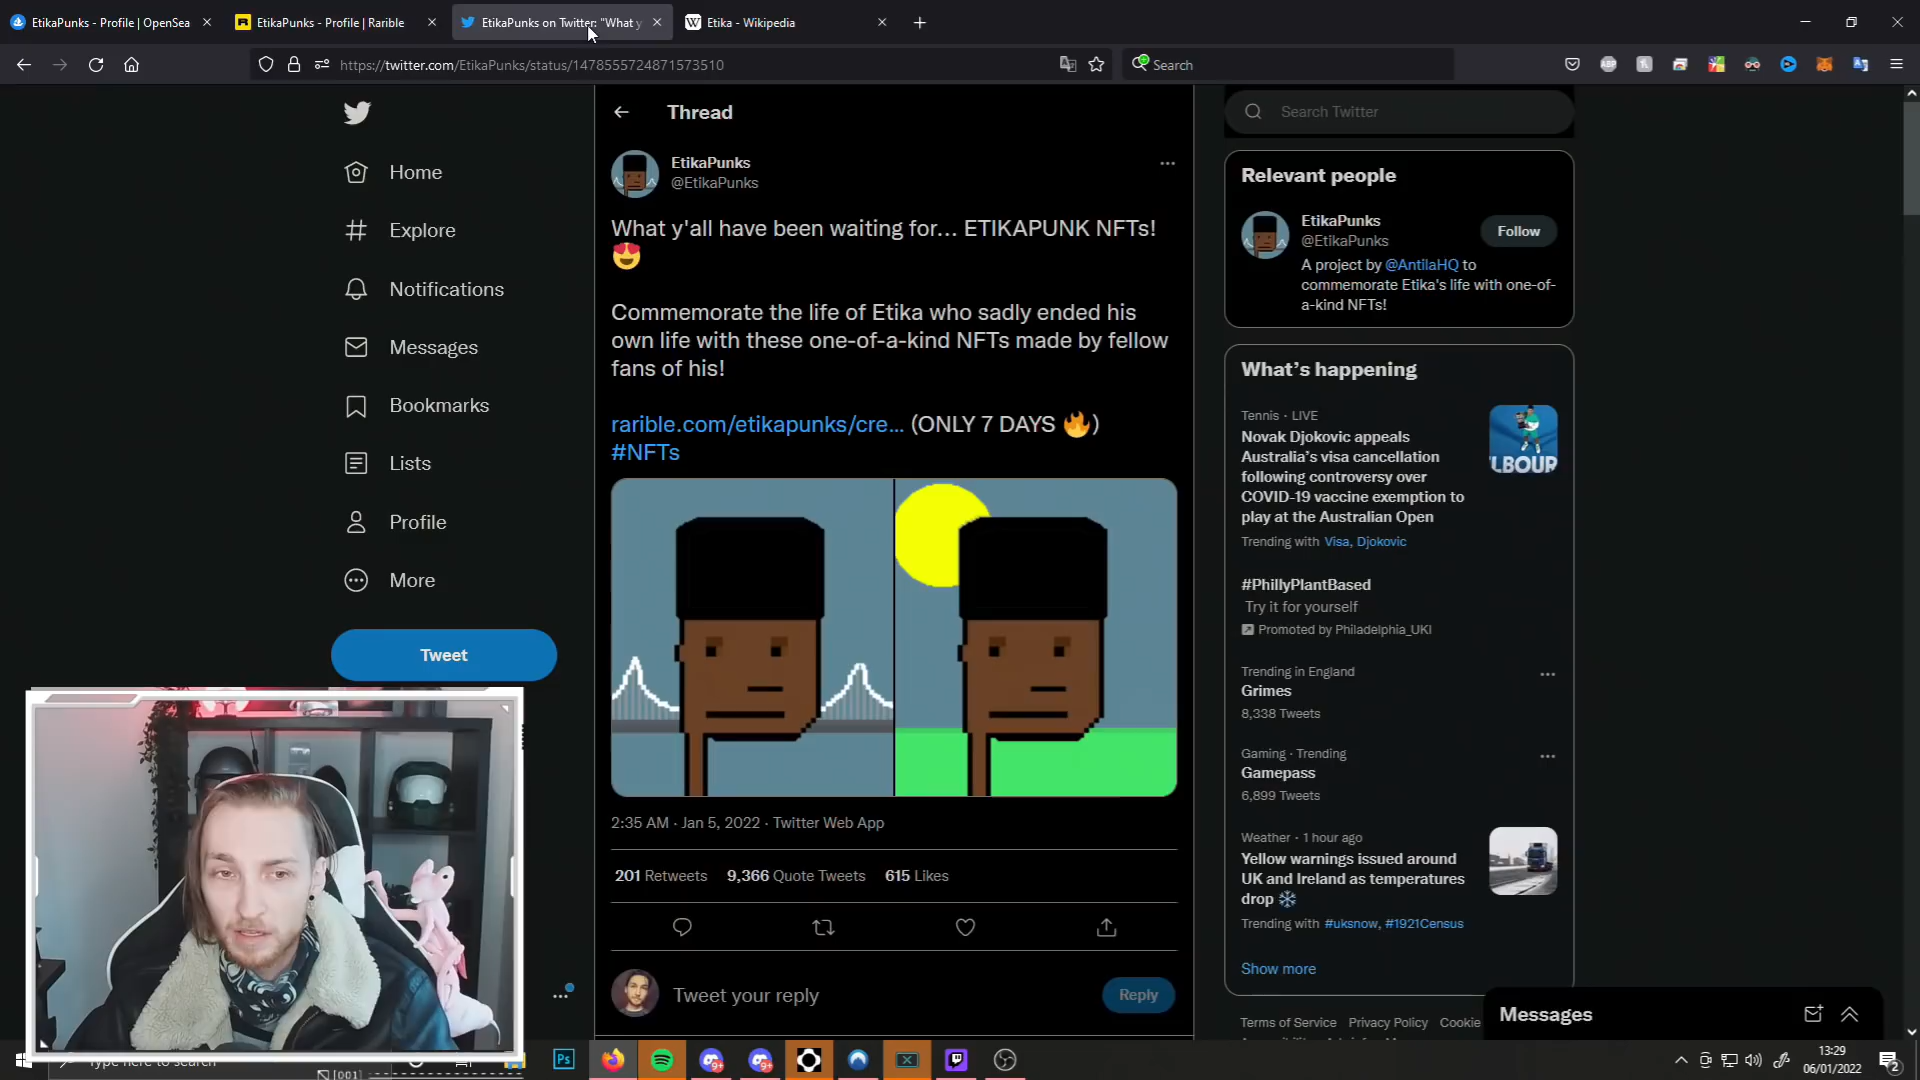 EtikaPunks - Profile | OpenSea
EtikaPunks - Profile | Rarible
EtikaPunks on Twitter: "What y
Etika - Wikipedia
https://twitter.com/EtikaPunks/status/1478555724871573510
Search
Home
Explore
Notifications
Messages
Bookmarks
Lists
Profile
More
Tweet
Thread
EtikaPunks
@EtikaPunks
What y'all have been waiting for... ETIKAPUNK NFTs!
😍
Commemorate the life of Etika who sadly ended his
own life with these one-of-a-kind NFTs made by fellow
fans of his!
rarible.com/etikapunks/cre... (ONLY 7 DAYS 🔥)
#NFTs
2:35 AM · Jan 5, 2022 · Twitter Web App
201 Retweets 9,366 Quote Tweets 615 Likes
Tweet your reply
Reply
Search Twitter
Relevant people
EtikaPunks
@EtikaPunks
Follow
A project by @AntilaHQ to
commemorate Etika's life with one-of-
a-kind NFTs!
What's happening
Tennis · LIVE
Novak Djokovic appeals
Australia's visa cancellation
following controversy over
COVID-19 vaccine exemption to
play at the Australian Open
Trending with Visa, Djokovic
LBOUR
#PhillyPlantBased
Try it for yourself
Promoted by Philadelphia_UKI
Trending in England
Grimes
8,338 Tweets
Gaming · Trending
Gamepass
6,899 Tweets
Weather · 1 hour ago
Yellow warnings issued around
UK and Ireland as temperatures
drop ❄️
Trending with #uksnow, #1921Census
Show more
Terms of Service Privacy Policy Cookie
Messages
Type here to search
[001]
Ps
9+
9+
13:29
06/01/2022
2